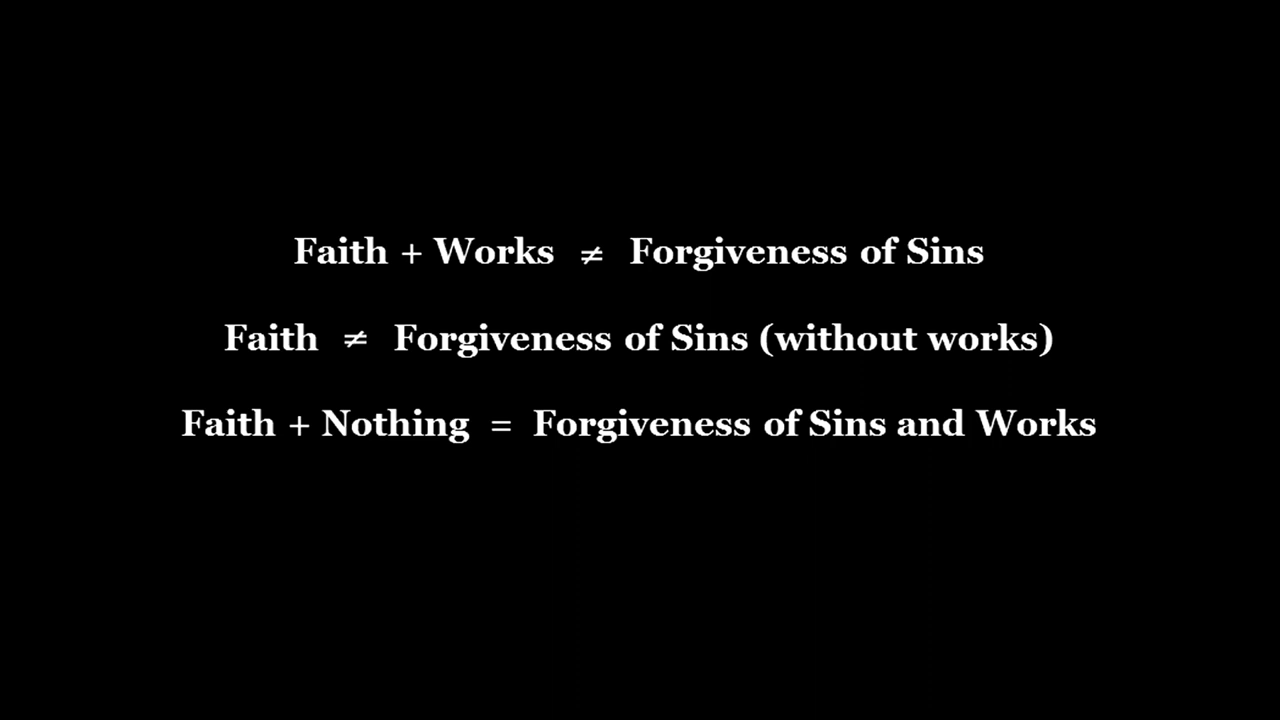 Faith + Works ≠ Forgiveness of Sins
Faith ≠ Forgiveness of Sins (without works)
Faith + Nothing = Forgiveness of Sins and Works